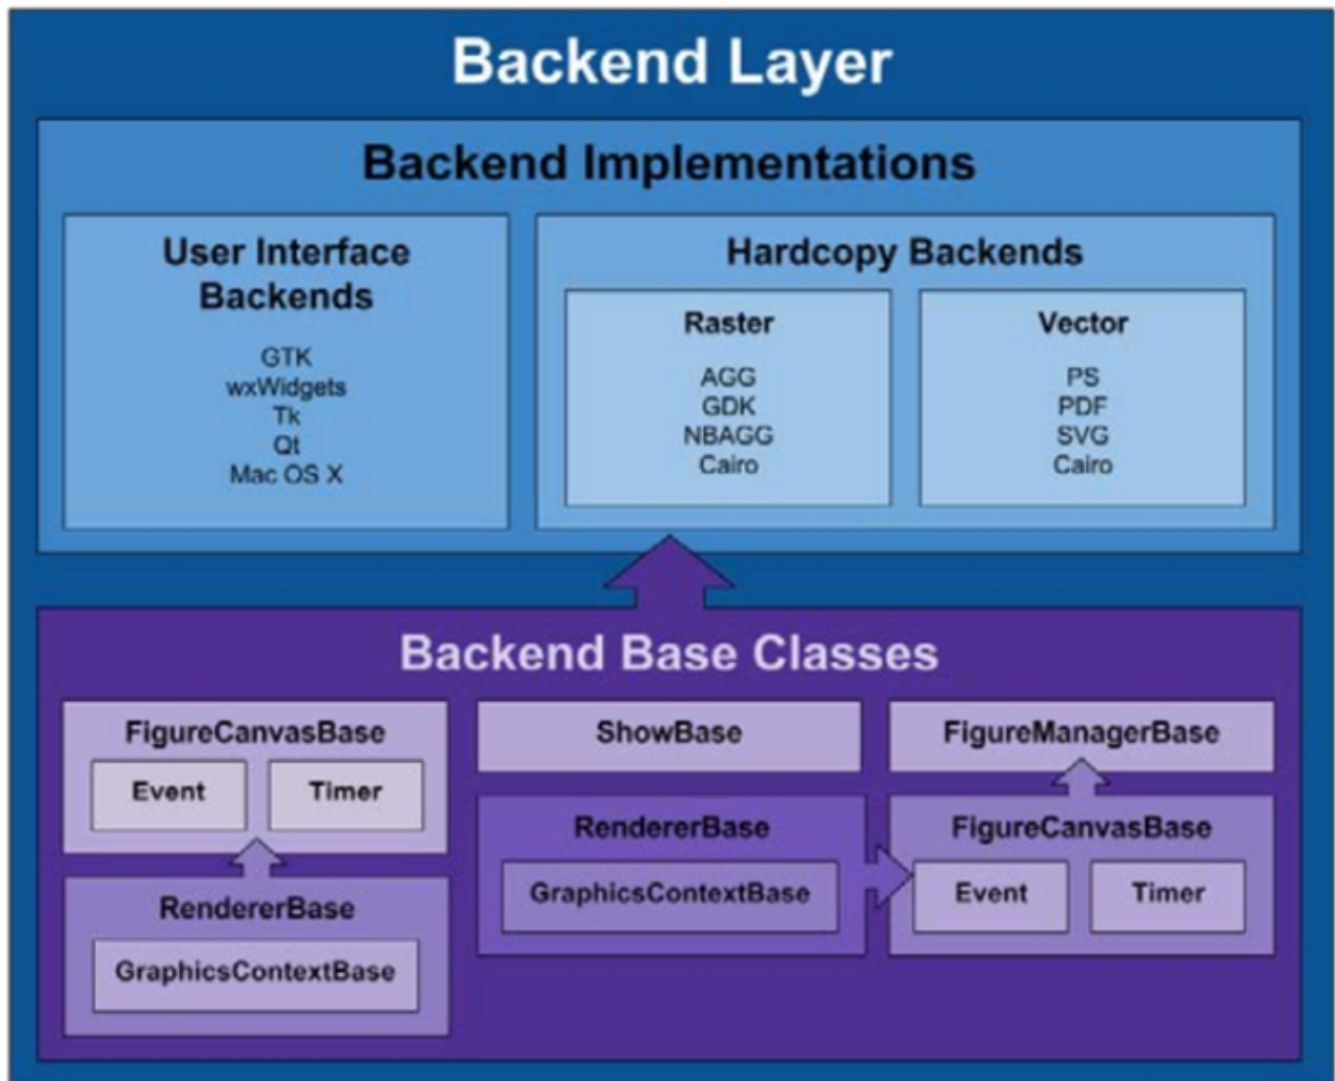 Backend Layer
Backend Implementations
User Interface
Backends
GTK
wxWidgets
Tk
Qt
Mac OS X
Hardcopy Backends
Raster
AGG
GDK
NBAGG
Cairo
Vector
PS
PDF
SVG
Cairo
Backend Base Classes
FigureCanvasBase
Event
Timer
RendererBase
GraphicsContextBase
ShowBase
RendererBase
GraphicsContextBase
FigureManagerBase
FigureCanvasBase
Event
Timer